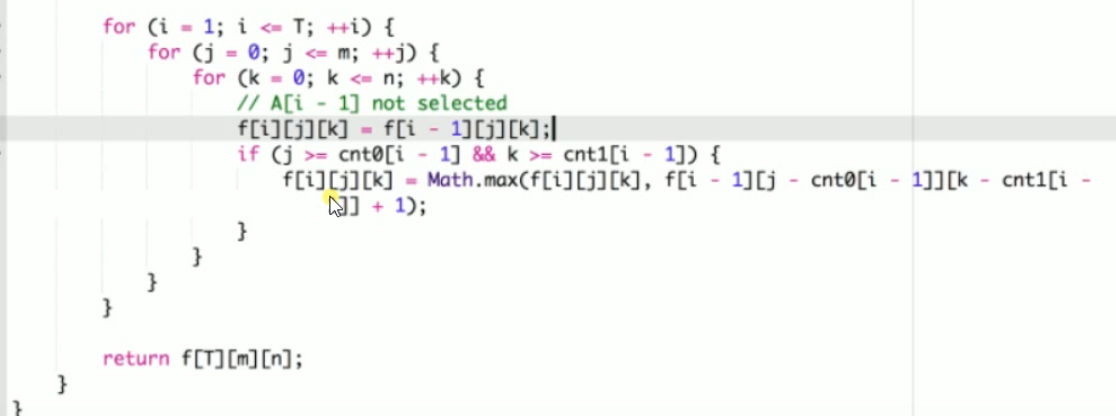 for (i = 1; i <= T; ++i) {
for (j = 0; j <= m; ++j) {
for (k = 0; k <= n; ++k) {
// A[i - 1] not selected
f[i][j][k] = f[i - 1][j][k];
if (j >= cnt0[i - 1] && k >= cnt1[i - 1]) {
f[i][j][k] = Math.max(f[i][j][k], f[i - 1][j - cnt0[i - 1]][k - cnt1[i -
]] + 1);
}
}
}
}
return f[T][m][n];
}
}